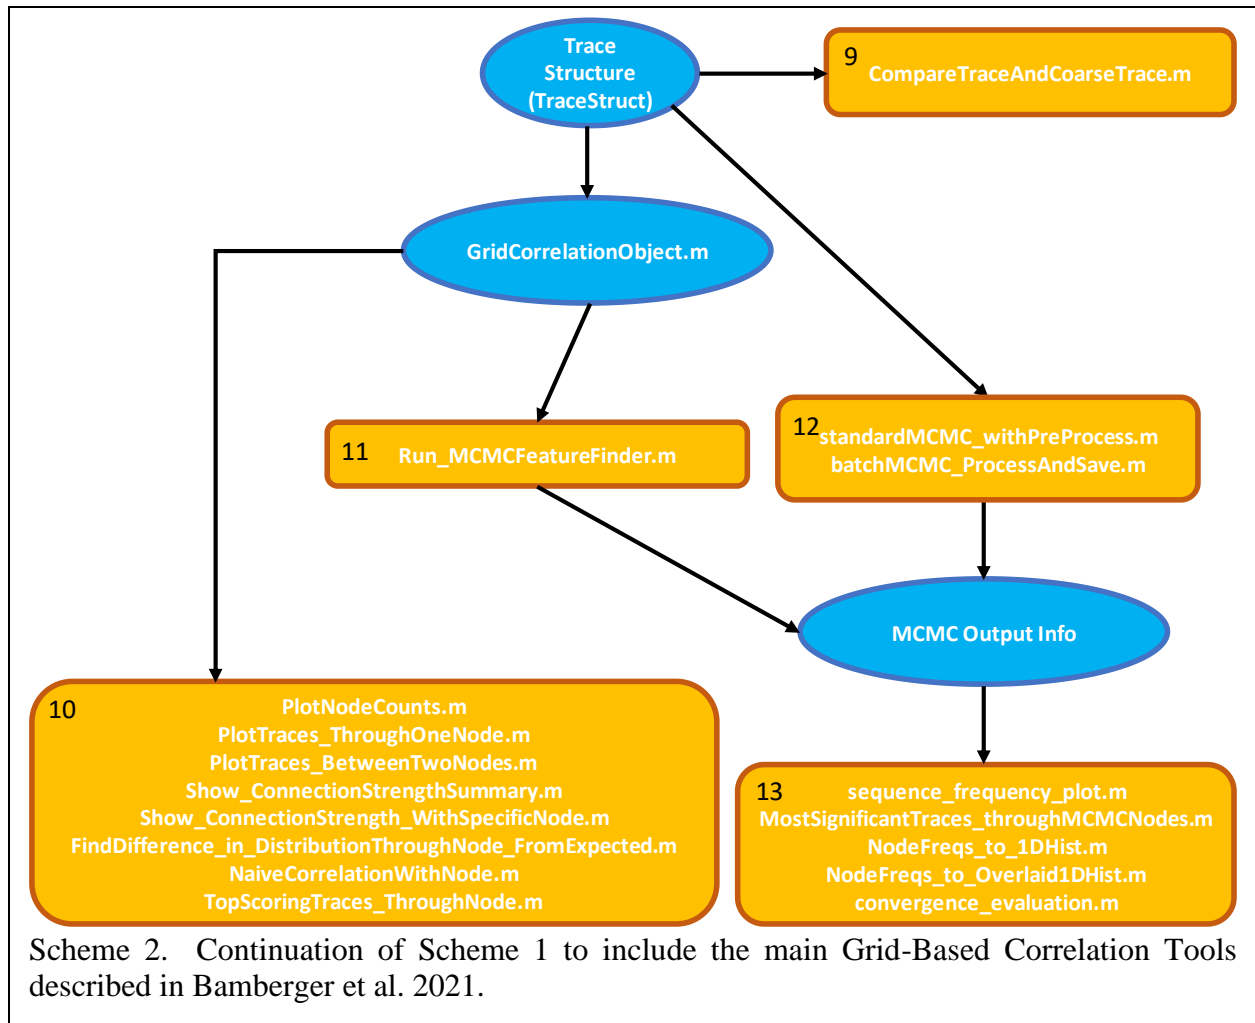 Trace
Structure
(TraceStruct)
9
CompareTraceAndCoarseTrace.m
GridCorrelationObject.m
11
Run_MCMCFeatureFinder.m
12
standardMCMC_withPreProcess.m
batchMCMC_ProcessAndSave.m
MCMC Output Info
10
PlotNodeCounts.m
PlotTraces_ThroughOneNode.m
PlotTraces_BetweenTwoNodes.m
Show_ConnectionStrengthSummary.m
Show_ConnectionStrength_WithSpecificNode.m
FindDifference_in_DistributionThroughNode_FromExpected.m
NaiveCorrelationWithNode.m
TopScoringTraces_ThroughNode.m
13
sequence_frequency_plot.m
MostSignificantTraces_throughMCMCNodes.m
NodeFreqs_to_1DHist.m
NodeFreqs_to_Overlaid1DHist.m
convergence_evaluation.m
Scheme 2.  Continuation of Scheme 1 to include the main Grid-Based Correlation Tools
described in Bamberger et al. 2021.